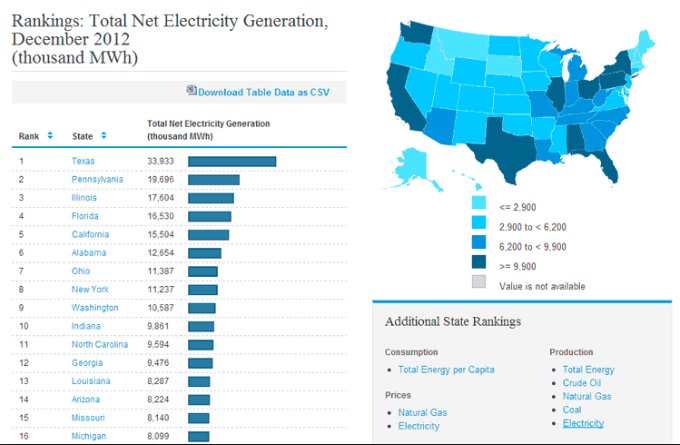 Rankings: Total Net Electricity Generation,
December 2012
(thousand MWh)
Download Table Data as CSV
Total Net Electricity Generation
Rank State (thousand MWh)
1 Texas 33,933
2 Pennsylvania 19,696
3 Illinois 17,604
4 Florida 16,530
5 California 15,504
6 Alabama 12,654
7 Ohio 11,387
8 New York 11,237
9 Washington 10,587
10 Indiana 9,861
11 North Carolina 9,594
12 Georgia 9,476
13 Louisiana 8,287
14 Arizona 8,224
15 Missouri 8,140
16 Michigan 8,099
<= 2,900
2,900 to < 6,200
6,200 to < 9,900
>= 9,900
Value is not available
Additional State Rankings
Consumption
Total Energy per Capita
Prices
Natural Gas
Electricity
Production
Total Energy
Crude Oil
Natural Gas
Coal
Electricity